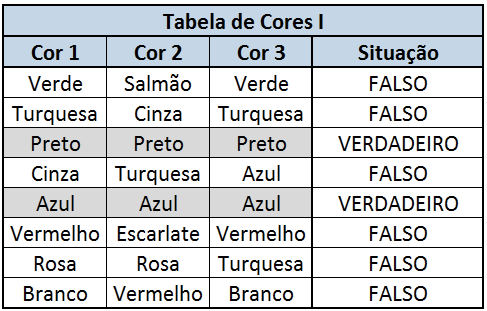 Tabela de Cores I
Cor 1 Cor 2 Cor 3 Situação
Verde Salmão Verde FALSO
Turquesa Cinza Turquesa FALSO
Preto Preto Preto VERDADEIRO
Cinza Turquesa Azul FALSO
Azul Azul Azul VERDADEIRO
Vermelho Escarlate Vermelho FALSO
Rosa Rosa Turquesa FALSO
Branco Vermelho Branco FALSO